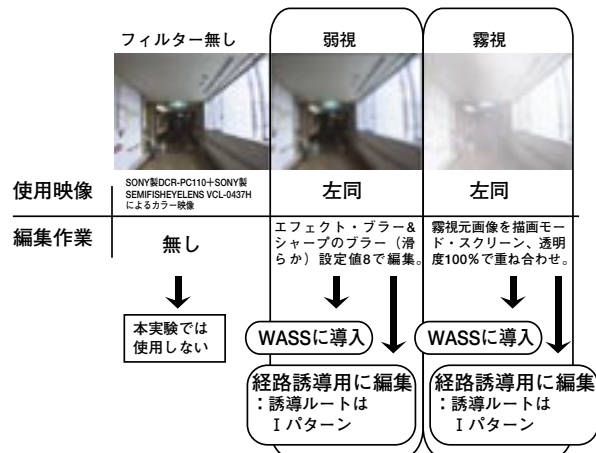 フィルター無し
弱視
霧視
使用映像
SONY製DCR-PC110＋SONY製
SEMIFISHEYELENS VCL-0437H
によるカラー映像
左同
左同
編集作業
無し
エフェクト・ブラー&
シャープのブラー（滑
らか）設定値8で編集。
霧視元画像を描画モー
ド・スクリーン、透明
度100%で重ね合わせ。
本実験では
使用しない
WASSに導入
WASSに導入
経路誘導用に編集
：誘導ルートは
Ｉパターン
経路誘導用に編集
：誘導ルートは
Ｉパターン